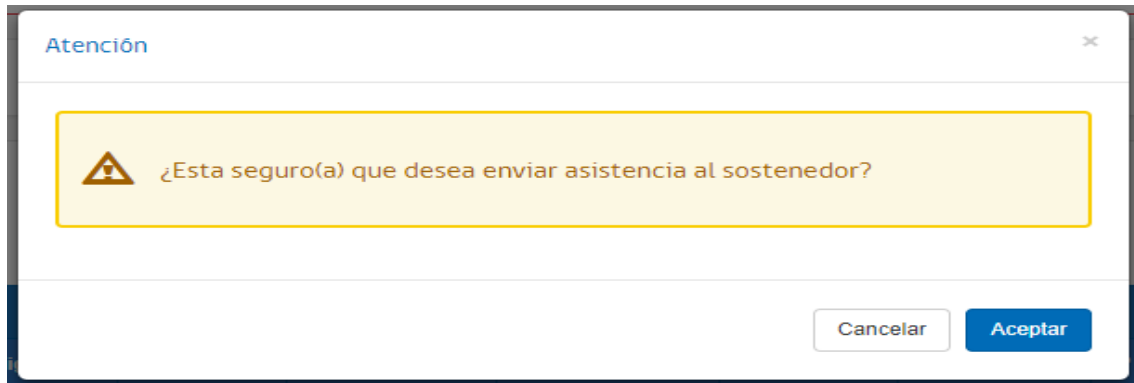 Atención
×
¿Esta seguro(a) que desea enviar asistencia al sostenedor?
Cancelar
Aceptar